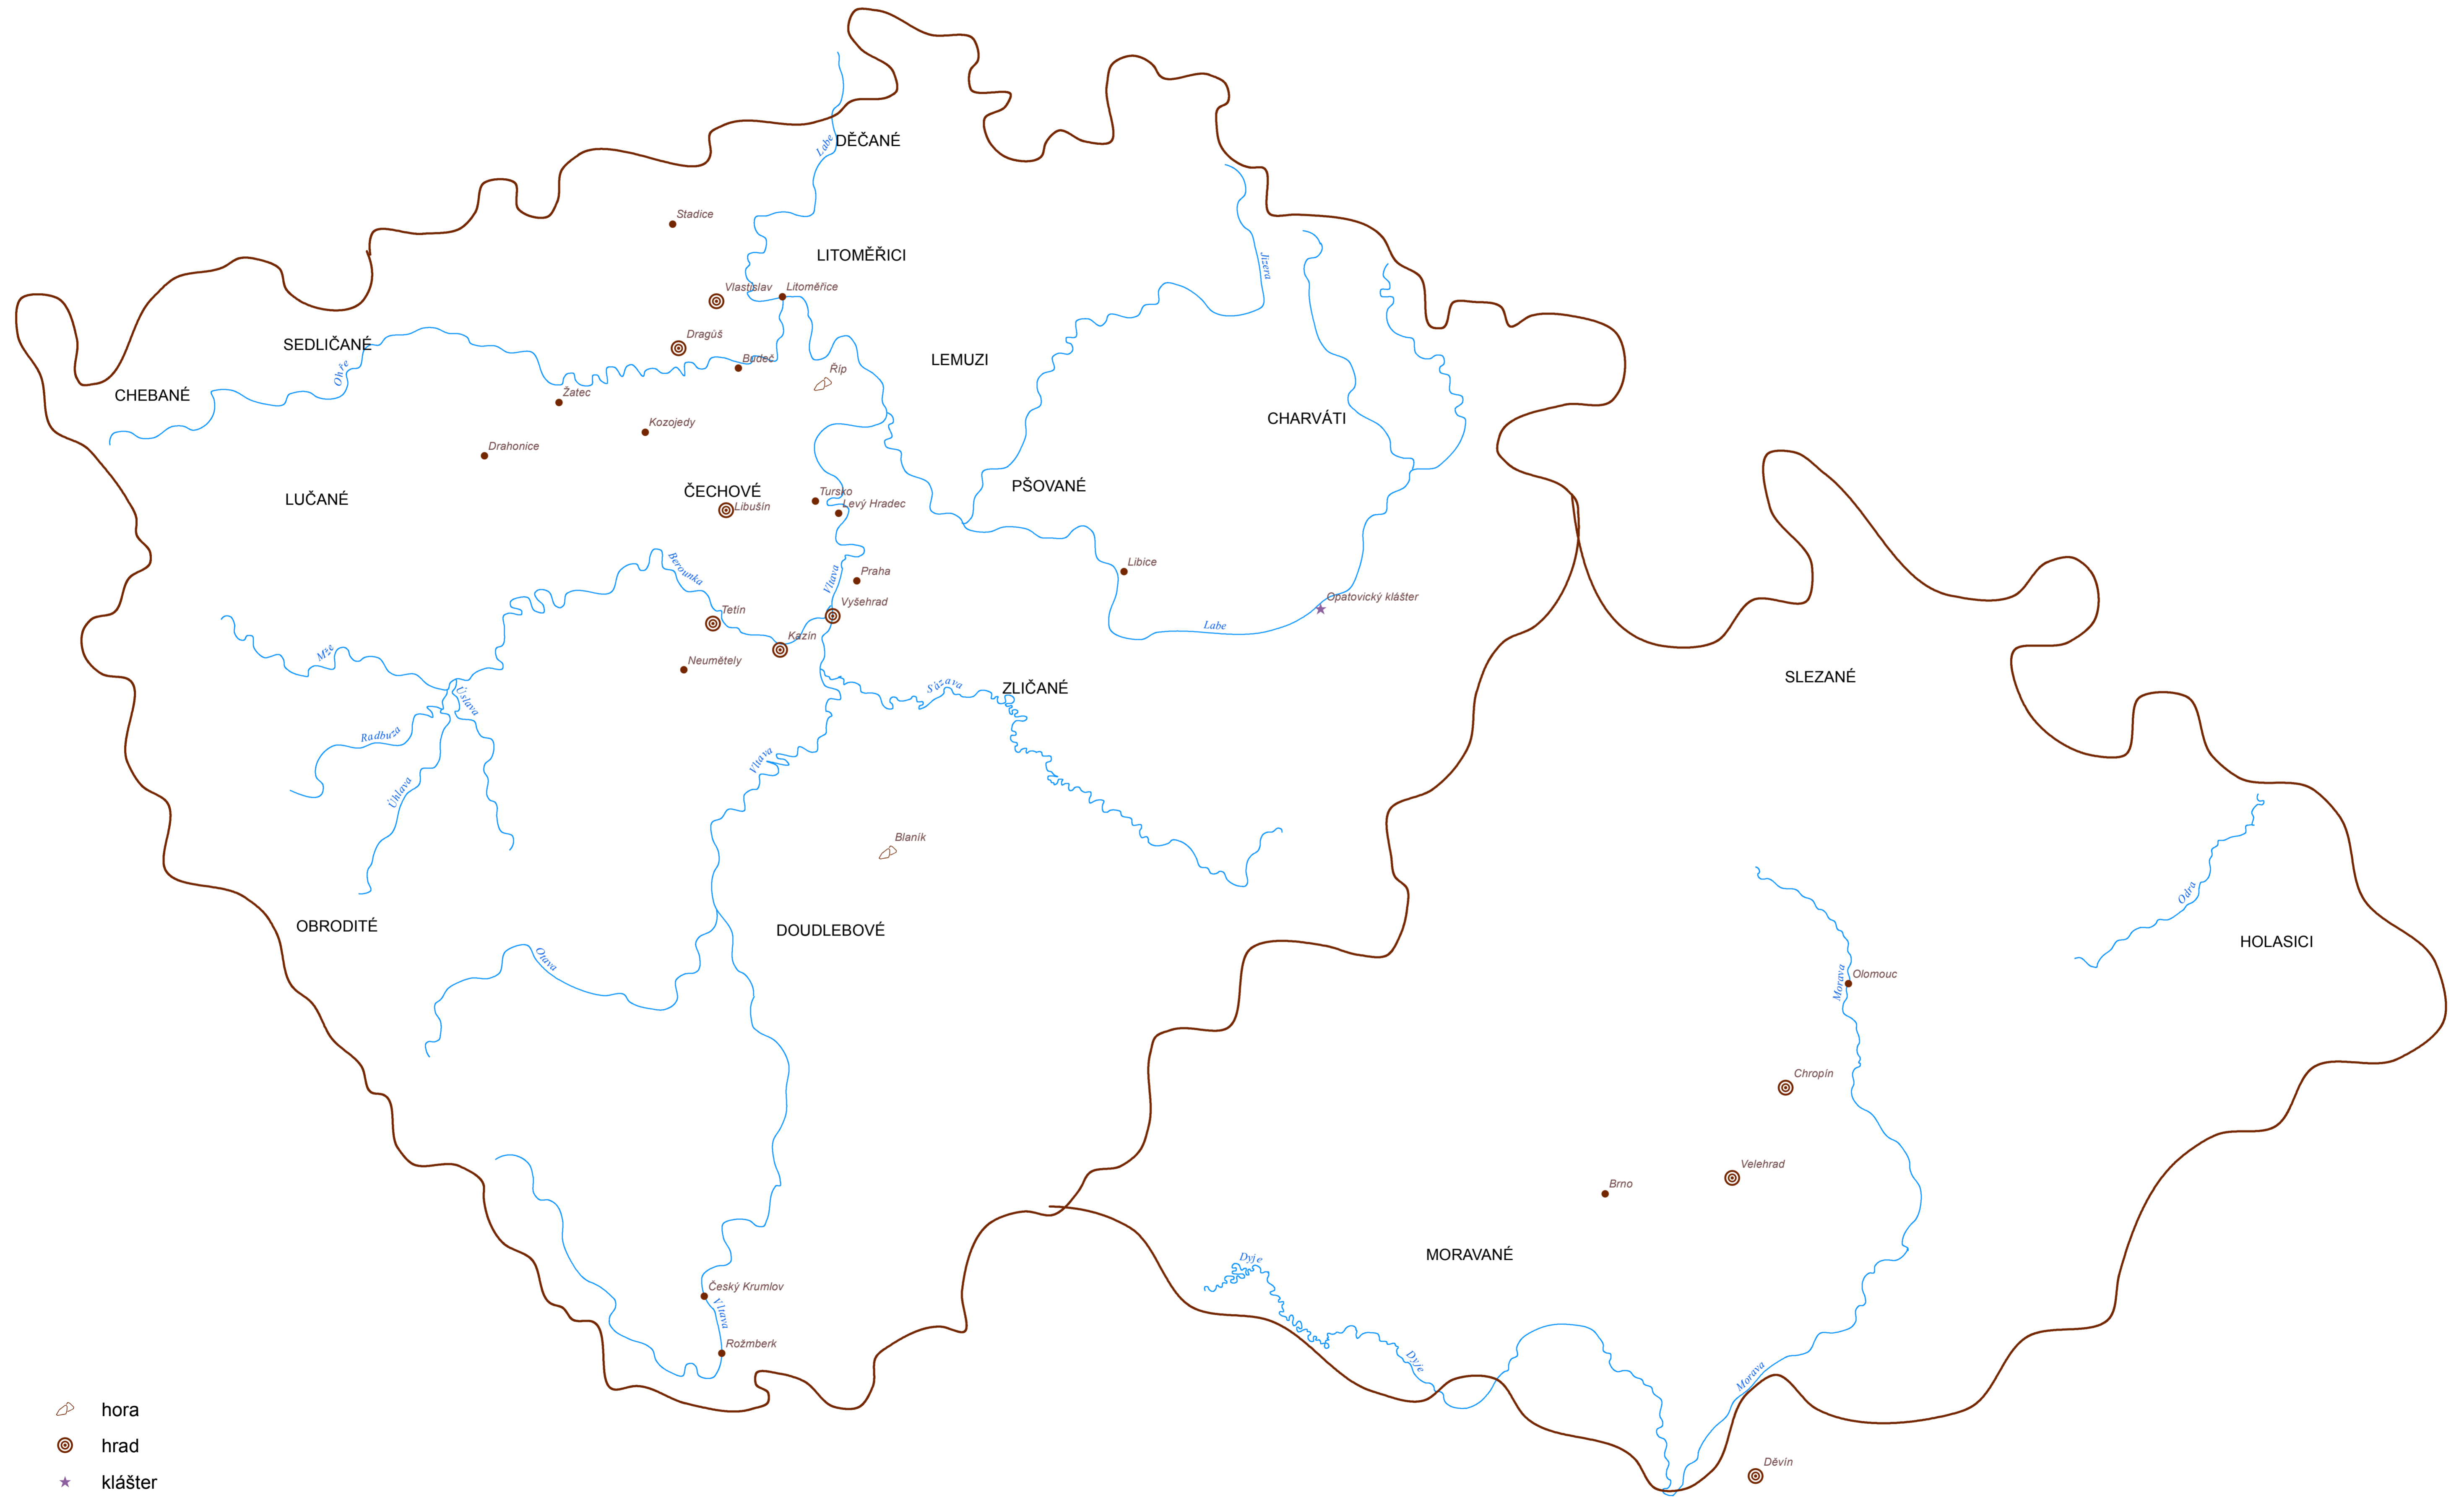 DĚČANÉ
Labe
Stadice
LITOMĚŘICI
Jizera
Vlastislav
Litoměřice
Dragúš
SEDLIČANÉ
Budeč
LEMUZI
Říp
Ohře
CHEBANÉ
Žatec
CHARVÁTI
Kozojedy
Drahonice
PŠOVANÉ
ČECHOVÉ
LUČANÉ
Tursko
Levý Hradec
Libušín
Libice
Berounka
Praha
Vltava
Opatovický klášter
Vyšehrad
Tetín
Labe
Kazín
Mže
Neumětely
SLEZANÉ
Sázava
ZLIČANÉ
Úslava
Radbuza
Vltava
Úhlava
Blaník
Odra
OBRODITÉ
DOUDLEBOVÉ
HOLASICI
Otava
Olomouc
Morava
Chropín
Velehrad
Brno
MORAVANÉ
Dyje
Český Krumlov
Vltava
Rožmberk
Dyje
Morava
Děvín
hora
hrad
klášter